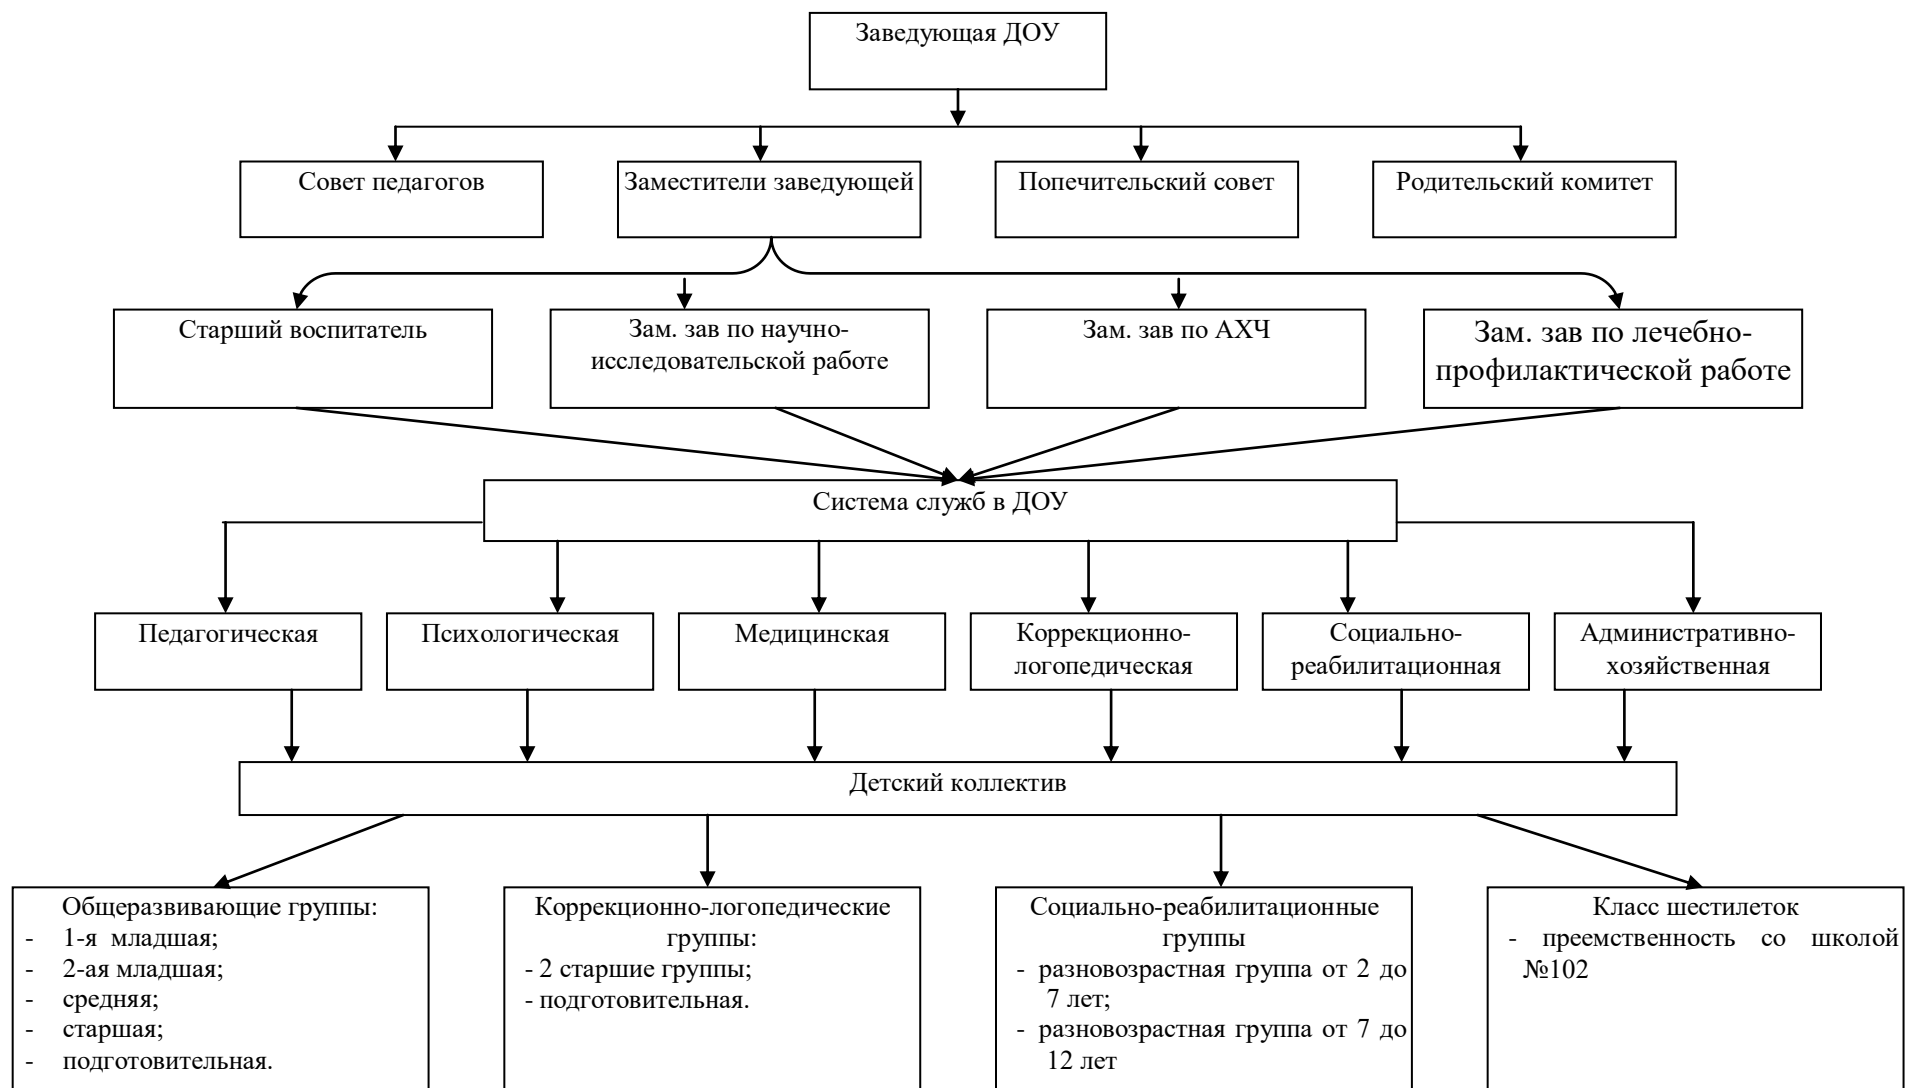 Заведующая ДОУ
Совет педагогов
Заместители заведующей
Попечительский совет
Родительский комитет
Старший воспитатель
Зам. зав по научно-
исследовательской работе
Зам. зав по АХЧ
Зам. зав по лечебно-
профилактической работе
Система служб в ДОУ
Педагогическая
Психологическая
Медицинская
Коррекционно-
логопедическая
Социально-
реабилитационная
Административно-
хозяйственная
Детский коллектив
Общеразвивающие группы:
- 1-я младшая;
- 2-ая младшая;
- средняя;
- старшая;
- подготовительная.
Коррекционно-логопедические
группы:
- 2 старшие группы;
- подготовительная.
Социально-реабилитационные
группы
- разновозрастная группа от 2 до
7 лет;
- разновозрастная группа от 7 до
12 лет
Класс шестилеток
- преемственность со школой
№102